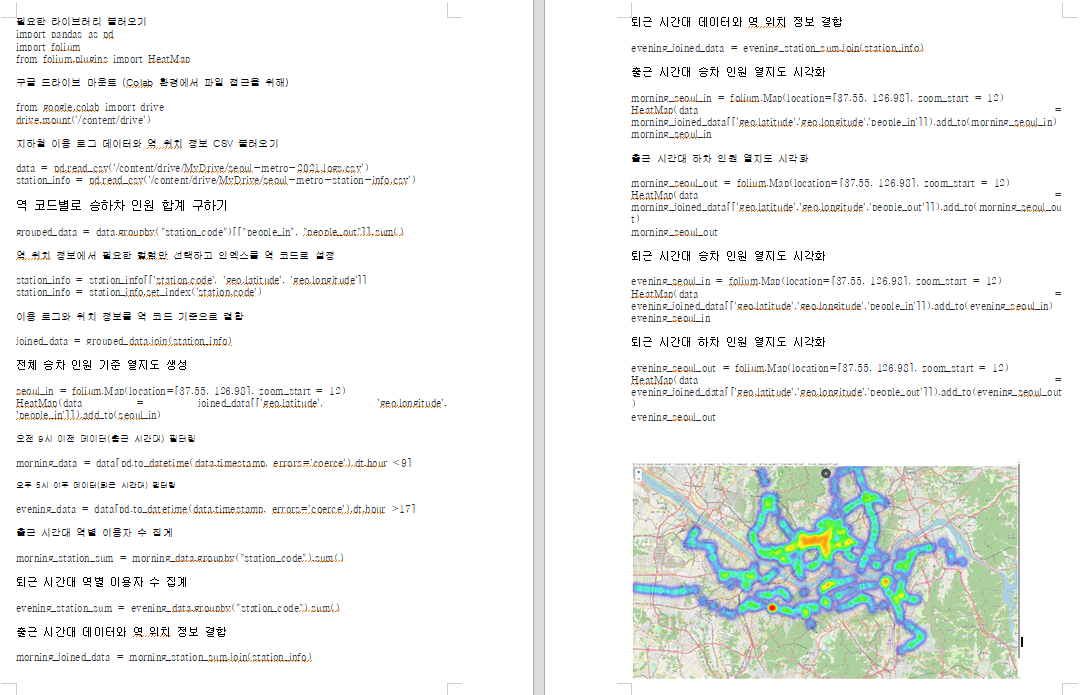 필요한 라이브러리 불러오기
import pandas as pd
import folium
from folium.plugins import HeatMap
구글 드라이브 마운트 (Colab 환경에서 파일 접근을 위해)
from google.colab import drive
drive.mount('/content/drive')
지하철 이용 로그 데이터와 역 위치 정보 CSV 불러오기
data = pd.read_csv('/content/drive/MyDrive/seoul-metro-2021.logs.csv')
station_info = pd.read_csv('/content/drive/MyDrive/seoul-metro-station-info.csv')
역 코드별로 승하차 인원 합계 구하기
grouped_data = data.groupby("station_code")[["people_in", "people_out"]].sum()
역 위치 정보에서 필요한 컬럼만 선택하고 인덱스를 역 코드로 설정
station_info = station_info[['station.code', 'geo.latitude', 'geo.longitude']]
station_info = station_info.set_index('station.code')
이용 로그와 위치 정보를 역 코드 기준으로 결합
joined_data = grouped_data.join(station_info)
전체 승차 인원 기준 열지도 생성
seoul_in = folium.Map(location=[37.55, 126.98], zoom_start = 12)
HeatMap(data = joined_data[['geo.latitude', 'geo.longitude',
'people_in']]).add_to(seoul_in)
오전 9시 이전 데이터(출근 시간대) 필터링
morning_data = data[pd.to_datetime(data.timestamp, errors='coerce').dt.hour <9]
오후 5시 이후 데이터(퇴근 시간대) 필터링
evening_data = data[pd.to_datetime(data.timestamp, errors='coerce').dt.hour >17]
출근 시간대 역별 이용자 수 집계
morning_station_sum = morning_data.groupby("station_code").sum()
퇴근 시간대 역별 이용자 수 집계
evening_station_sum = evening_data.groupby("station_code").sum()
출근 시간대 데이터와 역 위치 정보 결합
morning_joined_data = morning_station_sum.join(station_info)
퇴근 시간대 데이터와 역 위치 정보 결합
evening_joined_data = evening_station_sum.join(station_info)
출근 시간대 승차 인원 열지도 시각화
morning_seoul_in = folium.Map(location=[37.55, 126.98], zoom_start = 12)
HeatMap(data =
morning_joined_data[['geo.latitude','geo.longitude','people_in']]).add_to(morning_seoul_in)
morning_seoul_in
출근 시간대 하차 인원 열지도 시각화
morning_seoul_out = folium.Map(location=[37.55, 126.98], zoom_start = 12)
HeatMap(data =
morning_joined_data[['geo.latitude','geo.longitude','people_out']]).add_to(morning_seoul_ou
t)
morning_seoul_out
퇴근 시간대 승차 인원 열지도 시각화
evening_seoul_in = folium.Map(location=[37.55, 126.98], zoom_start = 12)
HeatMap(data =
evening_joined_data[['geo.latitude','geo.longitude','people_in']]).add_to(evening_seoul_in)
evening_seoul_in
퇴근 시간대 하차 인원 열지도 시각화
evening_seoul_out = folium.Map(location=[37.55, 126.98], zoom_start = 12)
HeatMap(data =
evening_joined_data[['geo.latitude','geo.longitude','people_out']]).add_to(evening_seoul_out
)
evening_seoul_out